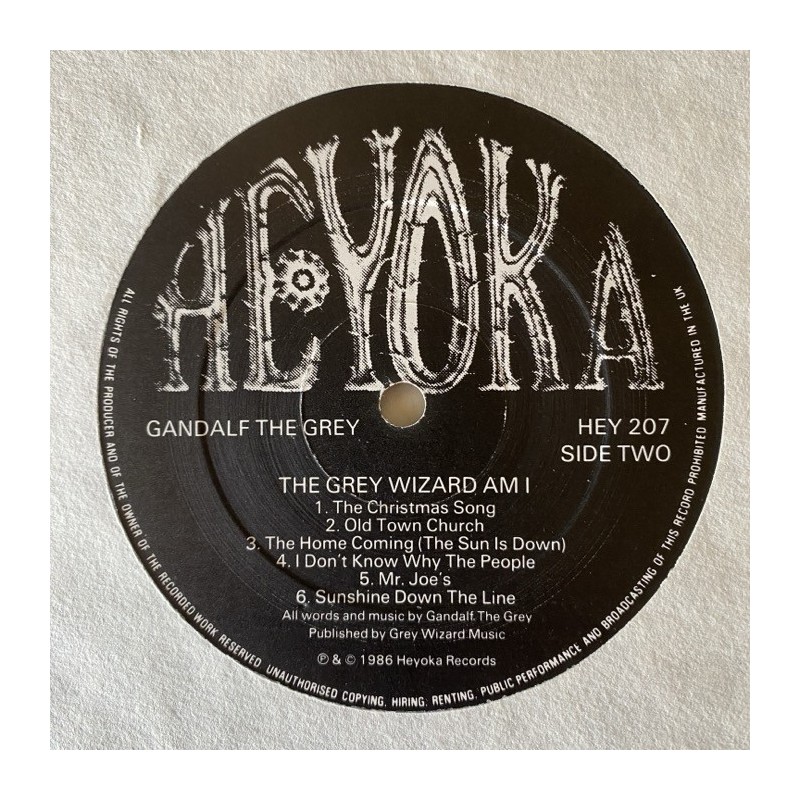 HEYOKA
GANDALF THE GREY
HEY 207
SIDE TWO
THE GREY WIZARD AM I
1. The Christmas Song
2. Old Town Church
3. The Home Coming (The Sun Is Down)
4. I Don't Know Why The People
5. Mr. Joe's
6. Sunshine Down The Line
All words and music by Gandalf. The Grey
Published by Grey Wizard Music
℗ & © 1986 Heyoka Records
ALL RIGHTS OF THE PRODUCER AND OF THE OWNER OF THE RECORDED WORK RESERVED. UNAUTHORISED COPYING, HIRING, RENTING, PUBLIC PERFORMANCE AND BROADCASTING OF THIS RECORD PROHIBITED MANUFACTURED IN THE UK